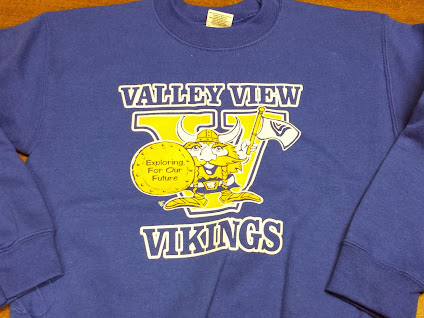 VALLEY VIEW
V
Exploring
For Our
Future
VIKINGS